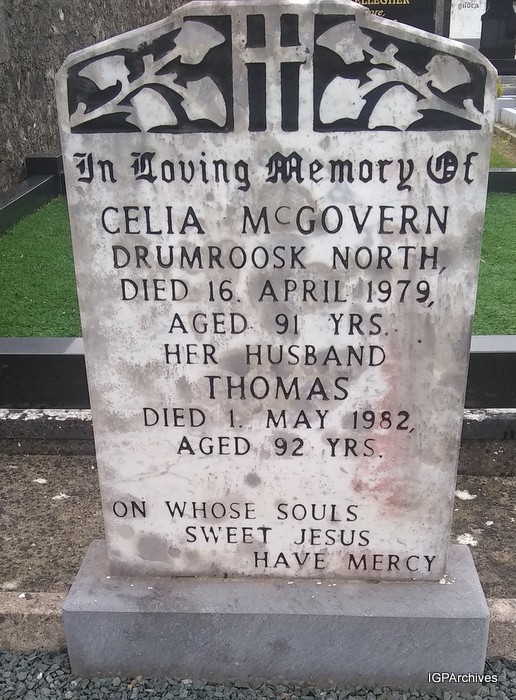 In Loving Memory Of
CELIA McGOVERN
DRUMROOSK NORTH,
DIED 16. APRIL 1979,
AGED 91 YRS.
HER HUSBAND
THOMAS
DIED 1. MAY 1982,
AGED 92 YRS.
ON WHOSE SOULS
SWEET JESUS
HAVE MERCY
IGPArchives